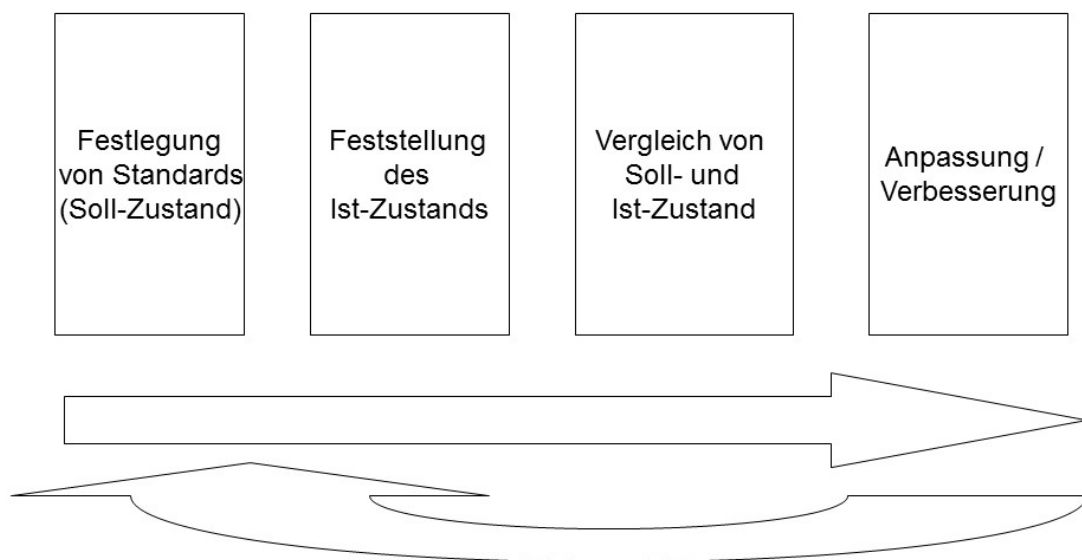 Festlegung
von Standards
(Soll-Zustand)
Feststellung
des
Ist-Zustands
Vergleich von
Soll- und
Ist-Zustand
Anpassung /
Verbesserung